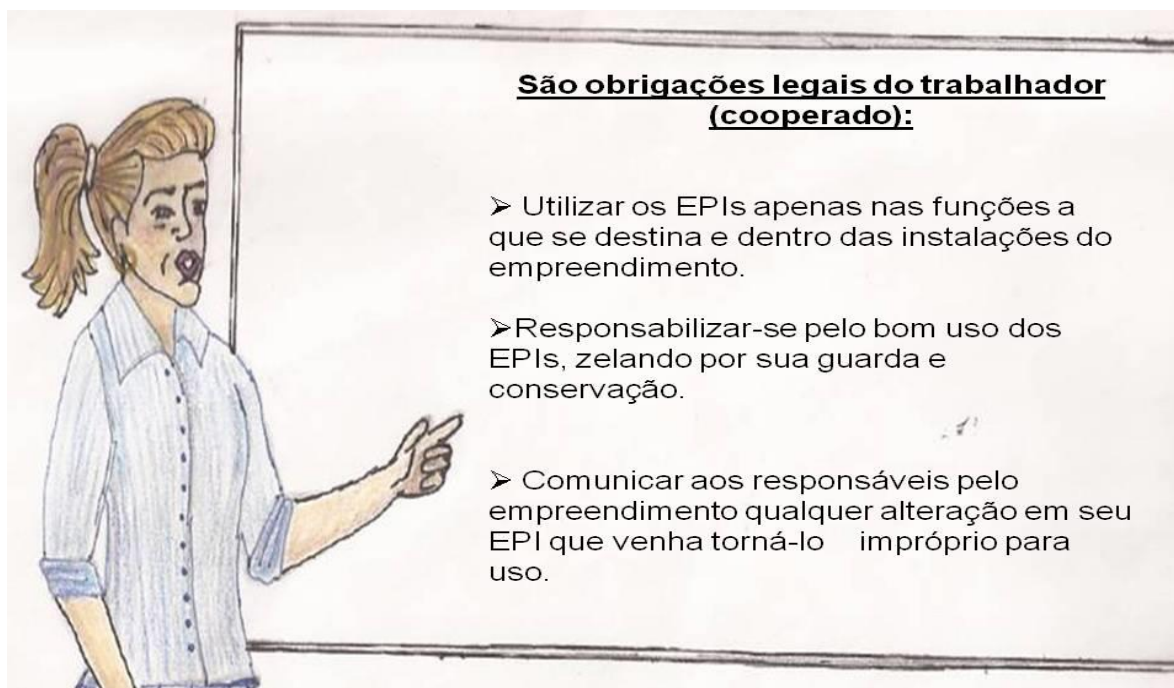 São obrigações legais do trabalhador
(cooperado):
➢ Utilizar os EPIs apenas nas funções a
que se destina e dentro das instalações do
empreendimento.
➢Responsabilizar-se pelo bom uso dos
EPIs, zelando por sua guarda e
conservação.
➢ Comunicar aos responsáveis pelo
empreendimento qualquer alteração em seu
EPI que venha torná-lo impróprio para
uso.